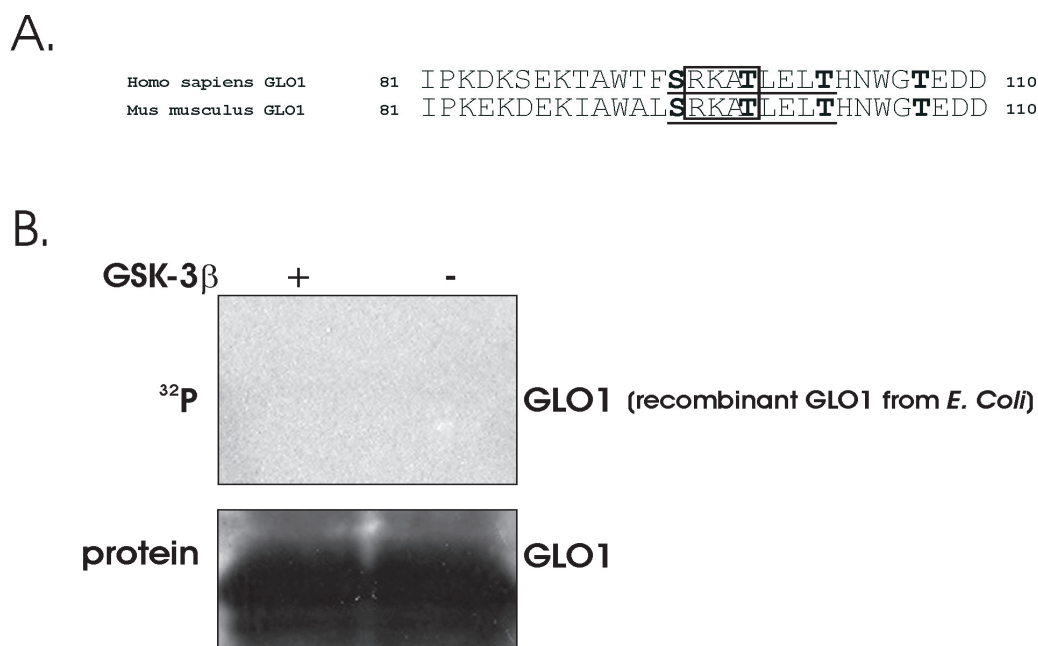 A.
Homo sapiens GLO1 81 IPKDKSEKTAWTFSRKATLELTHNWGTEDD 110
Mus musculus GLO1 81 IPKEKDEKIAWALSRKATLELTHNWGTEDD 110
B.
GSK-3β + -
³²P GLO1 (recombinant GLO1 from E. Coli)
protein GLO1